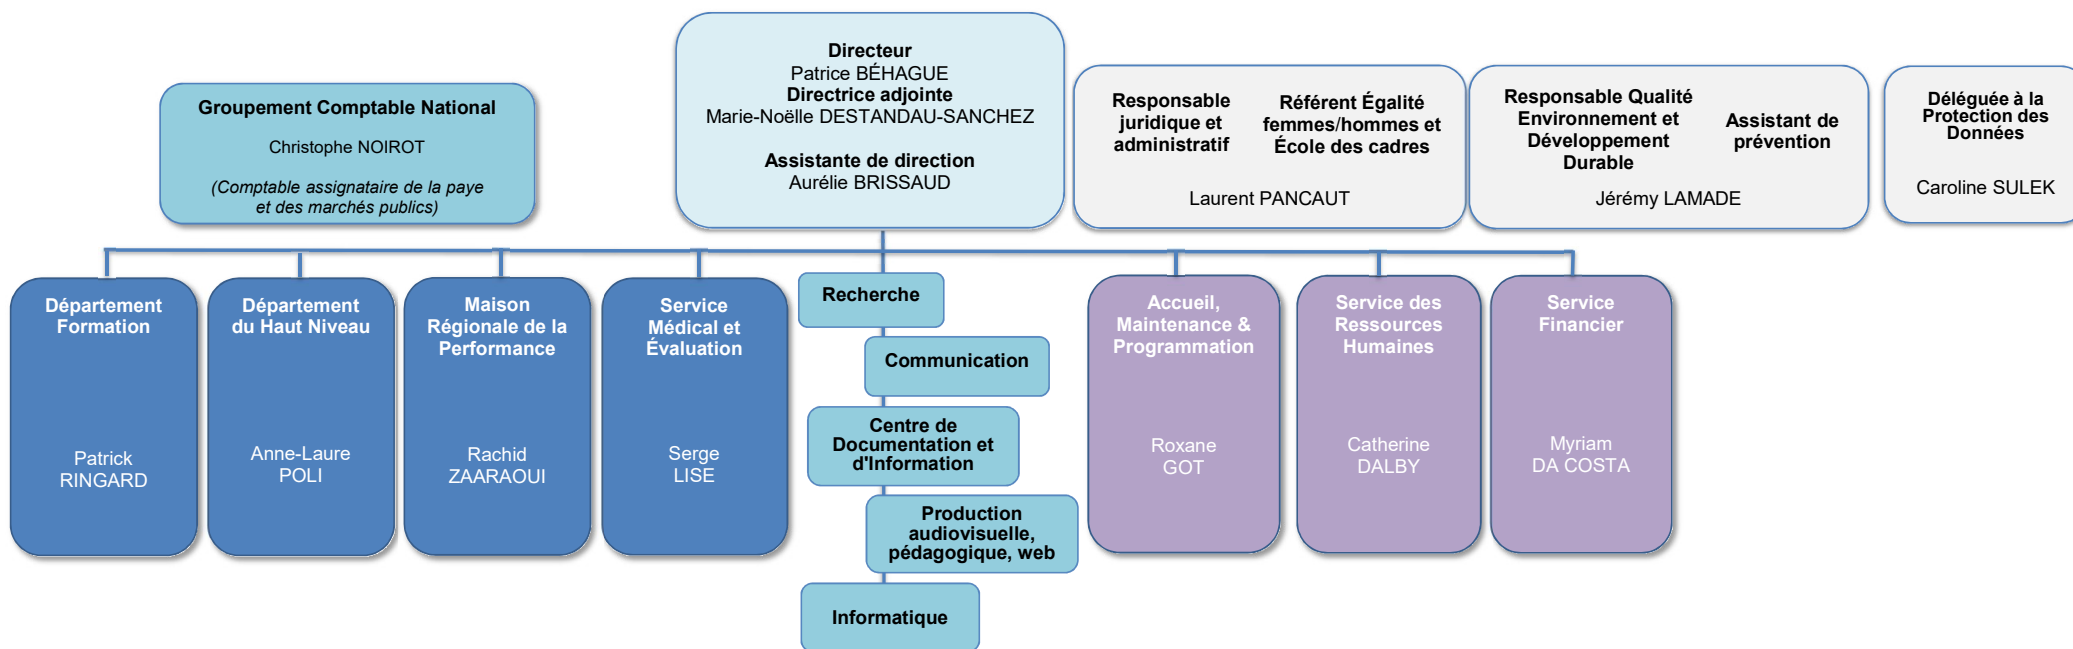 Directeur
Patrice BÉHAGUE
Directrice adjointe
Marie-Noëlle DESTANDAU-SANCHEZ
Assistante de direction
Aurélie BRISSAUD
Groupement Comptable National
Christophe NOIROT
(Comptable assignataire de la paye
et des marchés publics)
Responsable
juridique et
administratif
Référent Égalité
femmes/hommes et
École des cadres
Laurent PANCAUT
Responsable Qualité
Environnement et
Développement
Durable
Assistant de
prévention
Jérémy LAMADE
Déléguée à la
Protection des
Données
Caroline SULEK
Département
Formation
Patrick
RINGARD
Département
du Haut Niveau
Anne-Laure
POLI
Maison
Régionale de la
Performance
Rachid
ZAARAOUI
Service
Médical et
Évaluation
Serge
LISE
Recherche
Communication
Centre de
Documentation et
d'Information
Production
audiovisuelle,
pédagogique, web
Informatique
Accueil,
Maintenance &
Programmation
Roxane
GOT
Service des
Ressources
Humaines
Catherine
DALBY
Service
Financier
Myriam
DA COSTA